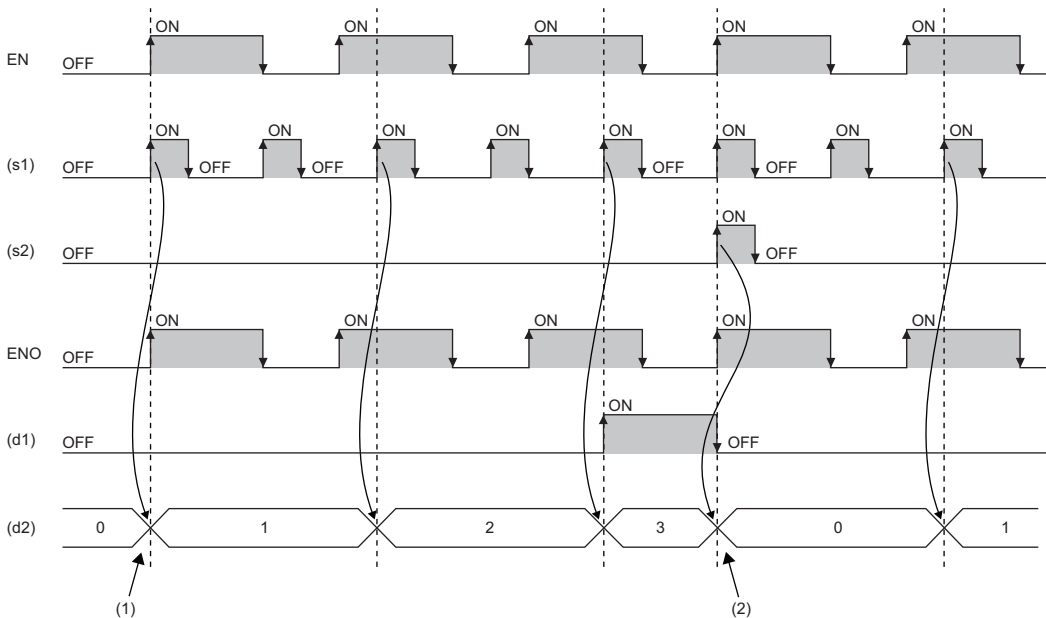 ON ON ON ON ON
EN OFF
ON ON ON ON ON ON ON ON
(s1) OFF OFF OFF OFF OFF
ON
(s2) OFF OFF
ON ON ON ON ON
ENO OFF
ON
(d1) OFF OFF
(d2) 0 1 2 3 0 1
(1) (2)